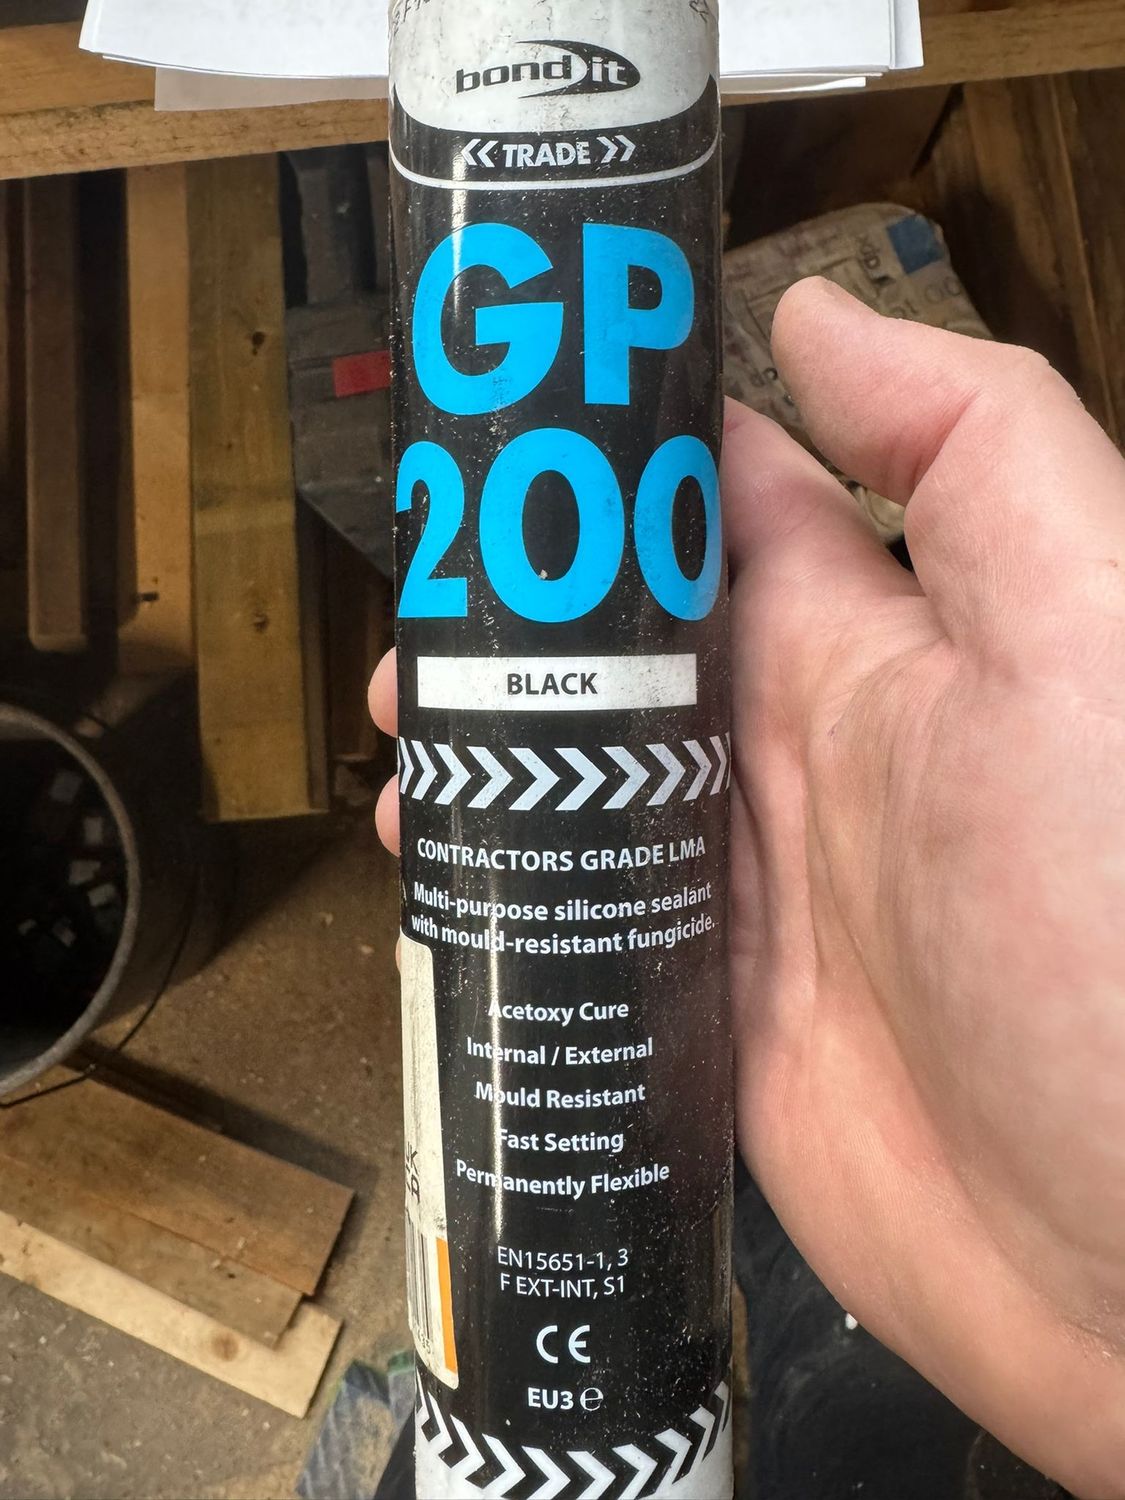 bond it
<< TRADE >>
GP
200
BLACK
CONTRACTORS GRADE LMA
Multi-purpose silicone sealant
with mould-resistant fungicide.
Acetoxy Cure
Internal / External
Mould Resistant
Fast Setting
Permanently Flexible
EN15651-1, 3
F EXT-INT, S1
CE
EU3 ℮